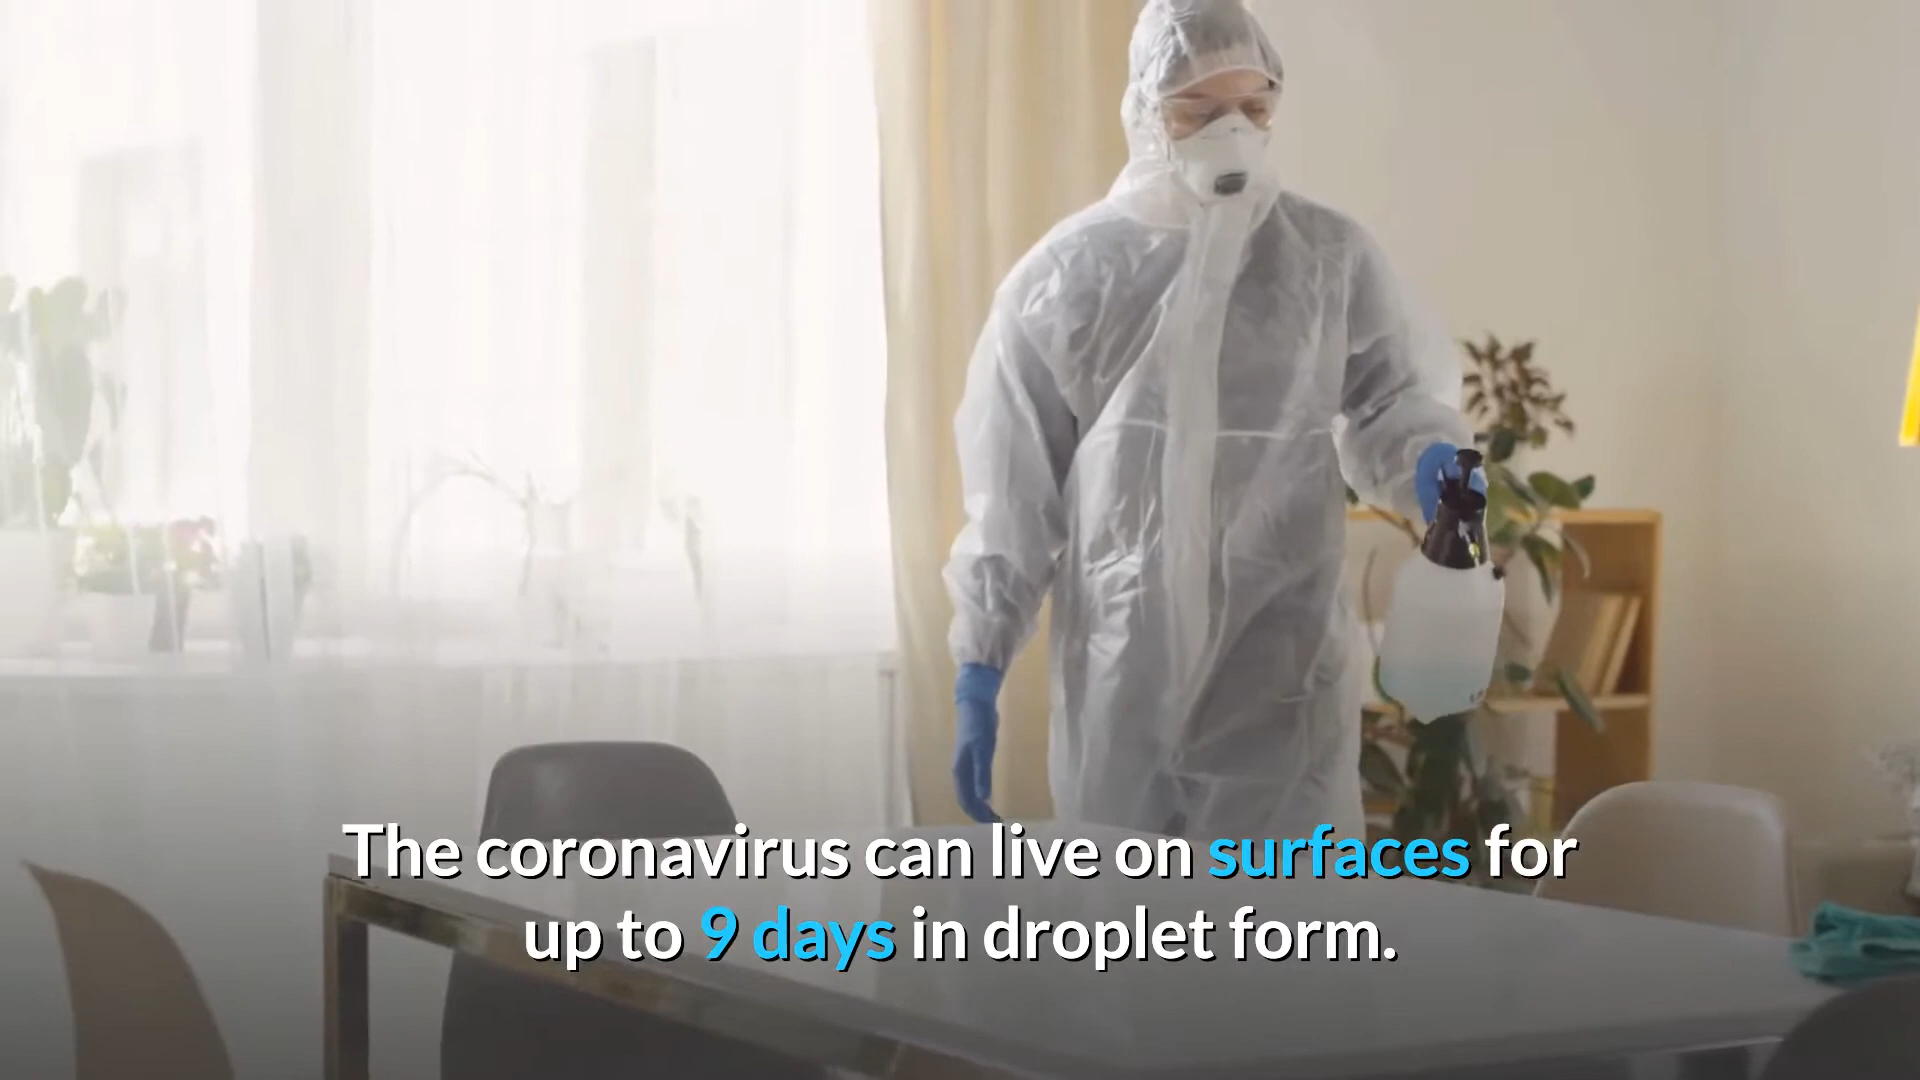 The coronavirus can live on surfaces for
up to 9 days in droplet form.